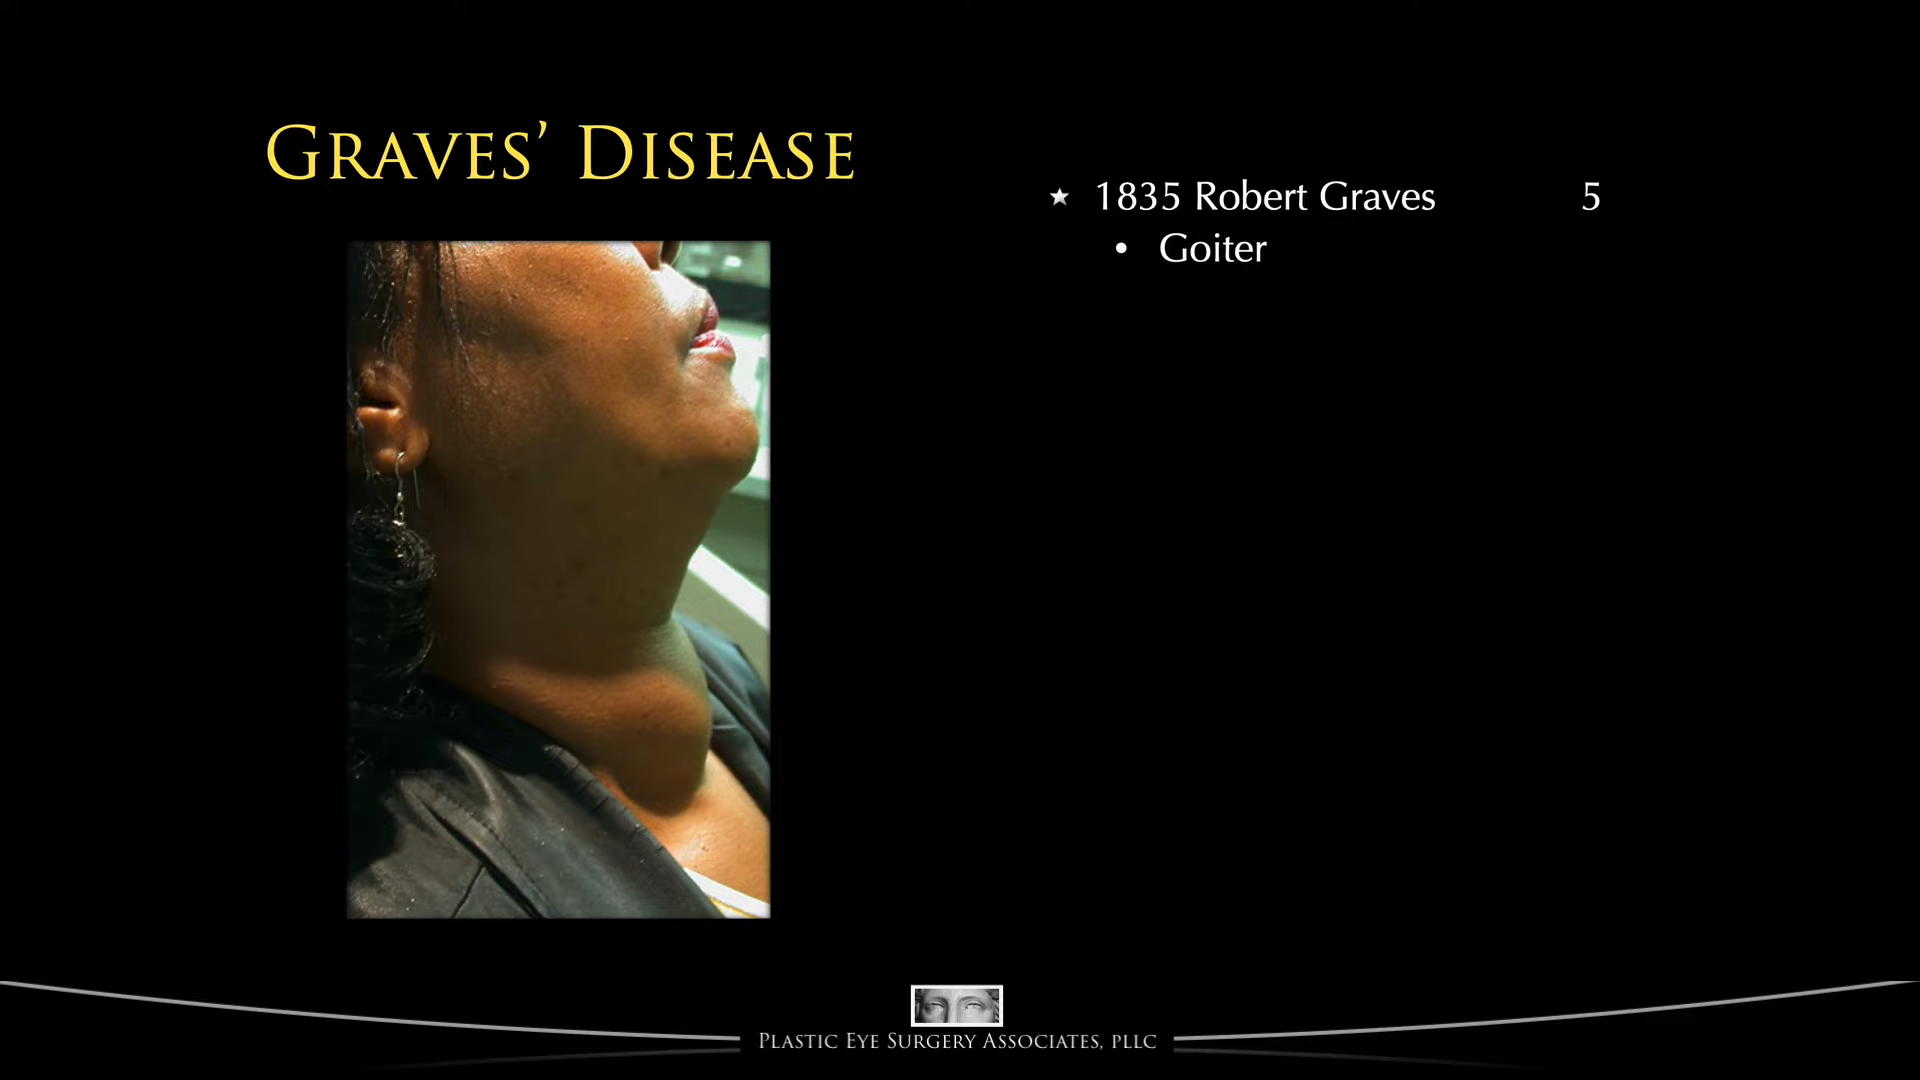 GRAVES’ DISEASE
★ 1835 Robert Graves 5
• Goiter
PLASTIC EYE SURGERY ASSOCIATES, PLLC